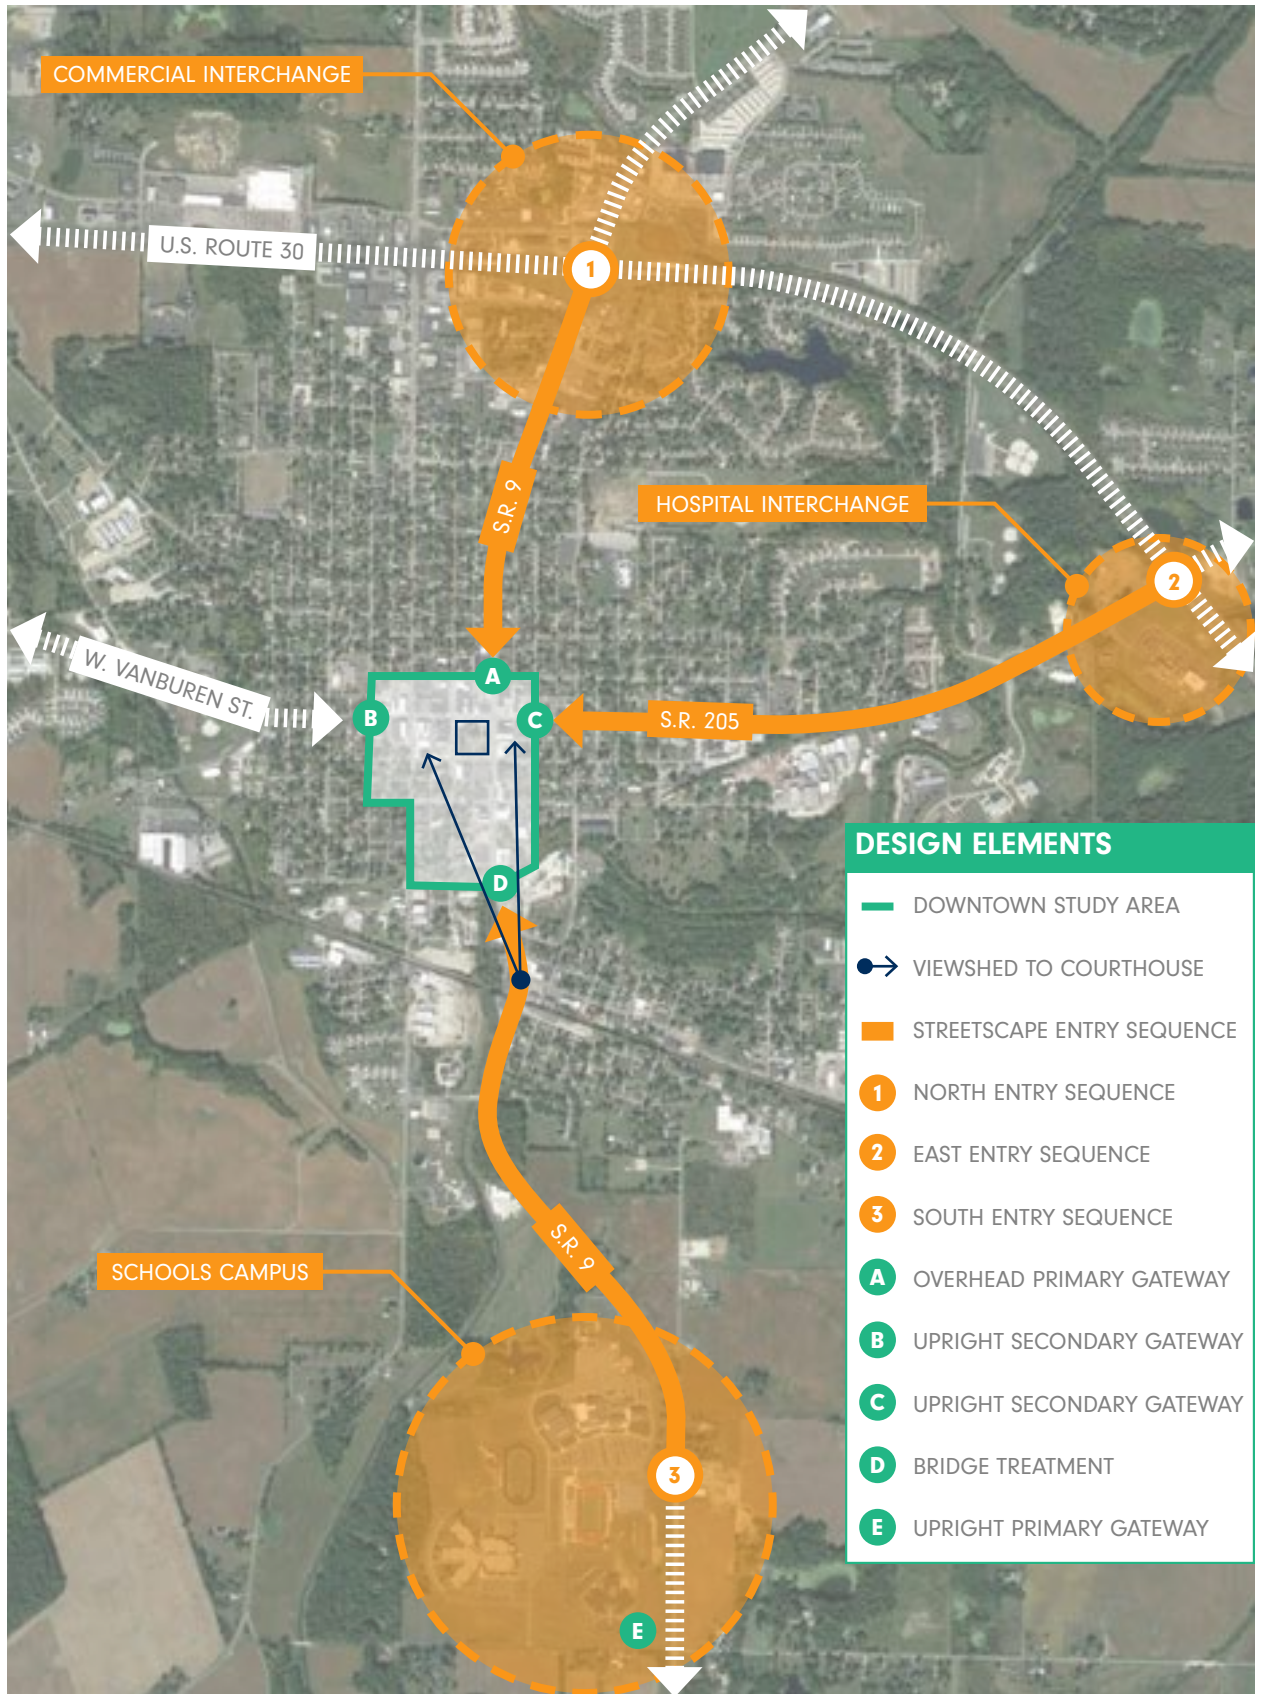 COMMERCIAL INTERCHANGE
U.S. ROUTE 30
1
S.R. 9
HOSPITAL INTERCHANGE
2
W. VANBUREN ST.
A
B
C
S.R. 205
D
S.R. 9
SCHOOLS CAMPUS
3
E
DESIGN ELEMENTS
DOWNTOWN STUDY AREA
VIEWSHED TO COURTHOUSE
STREETSCAPE ENTRY SEQUENCE
1 NORTH ENTRY SEQUENCE
2 EAST ENTRY SEQUENCE
3 SOUTH ENTRY SEQUENCE
A OVERHEAD PRIMARY GATEWAY
B UPRIGHT SECONDARY GATEWAY
C UPRIGHT SECONDARY GATEWAY
D BRIDGE TREATMENT
E UPRIGHT PRIMARY GATEWAY